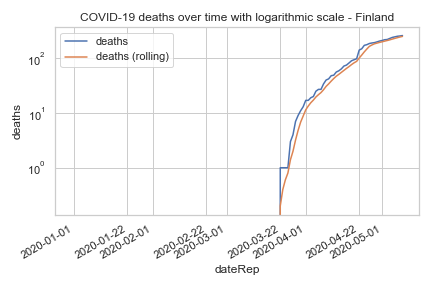 COVID-19 deaths over time with logarithmic scale - Finland
deaths
deaths (rolling)
10²
10¹
10⁰
deaths
2020-01-01
2020-01-22
2020-02-01
2020-02-22
2020-03-01
2020-03-22
2020-04-01
2020-04-22
2020-05-01
dateRep